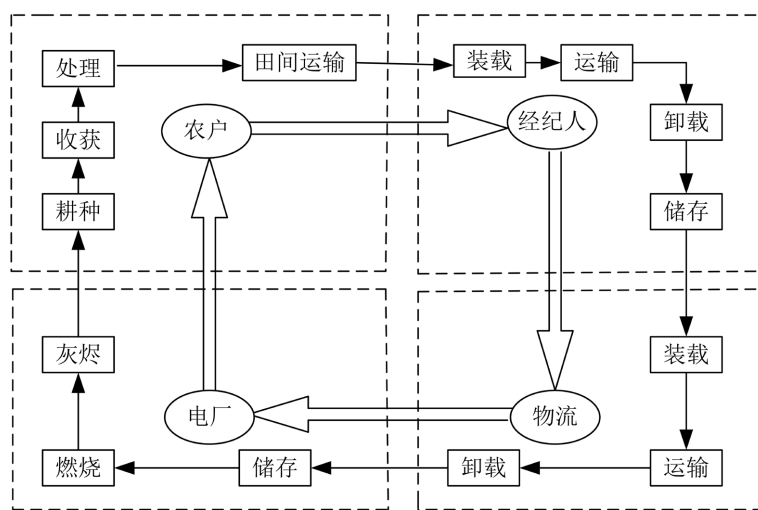 处理
田间运输
装载
运输
农户
经纪人
卸载
收获
耕种
储存
灰烬
装载
电厂
物流
燃烧
储存
卸载
运输